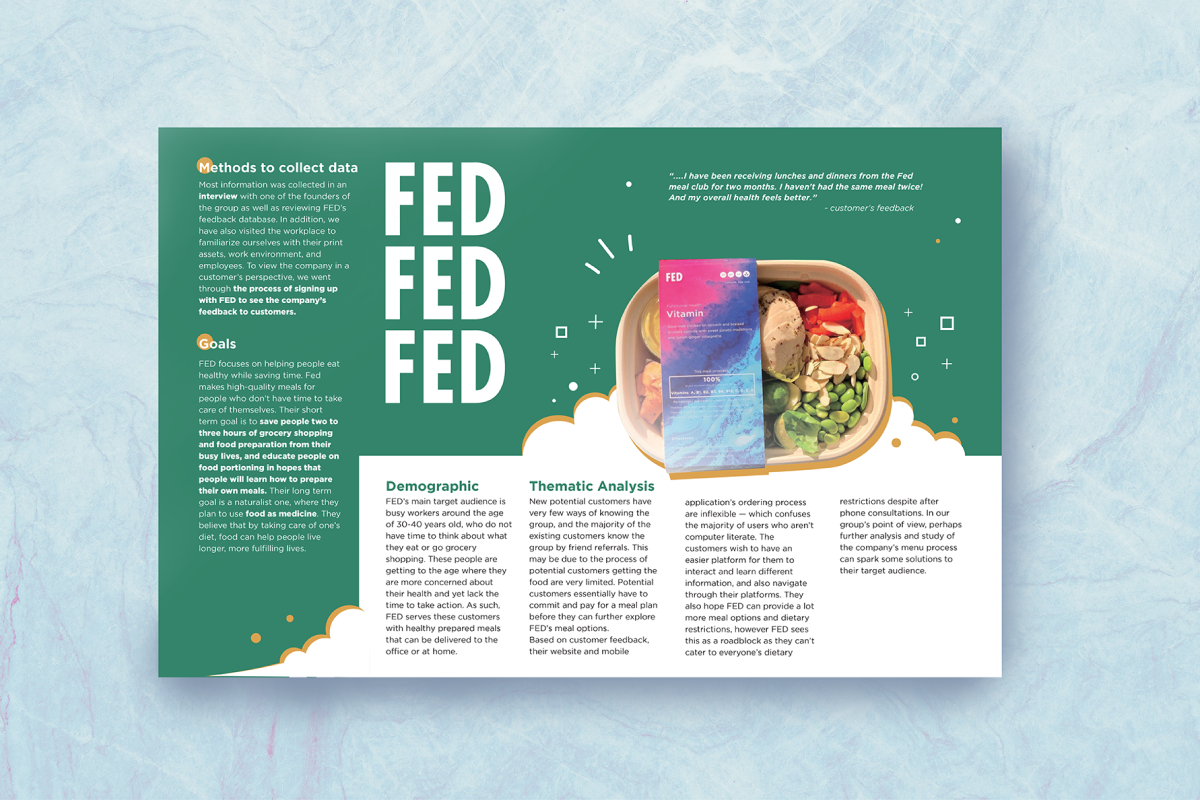 Methods to collect data
Most information was collected in an
interview with one of the founders of
the group as well as reviewing FED's
feedback database. In addition, we
have also visited the workplace to
familiarize ourselves with their print
assets, work environment, and
employees. To view the company in a
customer's perspective, we went
through the process of signing up
with FED to see the company's
feedback to customers.
Goals
FED focuses on helping people eat
healthy while saving time. Fed
makes high-quality meals for
people who don't have time to take
care of themselves. Their short
term goal is to save people two to
three hours of grocery shopping
and food preparation from their
busy lives, and educate people on
food portioning in hopes that
people will learn how to prepare
their own meals. Their long term
goal is a naturalist one, where they
plan to use food as medicine. They
believe that by taking care of one's
diet, food can help people live
longer, more fulfilling lives.
FED
FED
FED
"....I have been receiving lunches and dinners from the Fed
meal club for two months. I haven't had the same meal twice!
And my overall health feels better."
- customer's feedback
FED
Vitamin
100%
Demographic
FED's main target audience is
busy workers around the age
of 30-40 years old, who do not
have time to think about what
they eat or go grocery
shopping. These people are
getting to the age where they
are more concerned about
their health and yet lack the
time to take action. As such,
FED serves these customers
with healthy prepared meals
that can be delivered to the
office or at home.
Thematic Analysis
New potential customers have
very few ways of knowing the
group, and the majority of the
existing customers know the
group by friend referrals. This
may be due to the process of
potential customers getting the
food are very limited. Potential
customers essentially have to
commit and pay for a meal plan
before they can further explore
FED's meal options.
Based on customer feedback,
their website and mobile
application's ordering process
are inflexible — which confuses
the majority of users who aren't
computer literate. The
customers wish to have an
easier platform for them to
interact and learn different
information, and also navigate
through their platforms. They
also hope FED can provide a lot
more meal options and dietary
restrictions, however FED sees
this as a roadblock as they can't
cater to everyone's dietary
restrictions despite after
phone consultations. In our
group's point of view, perhaps
further analysis and study of
the company's menu process
can spark some solutions to
their target audience.